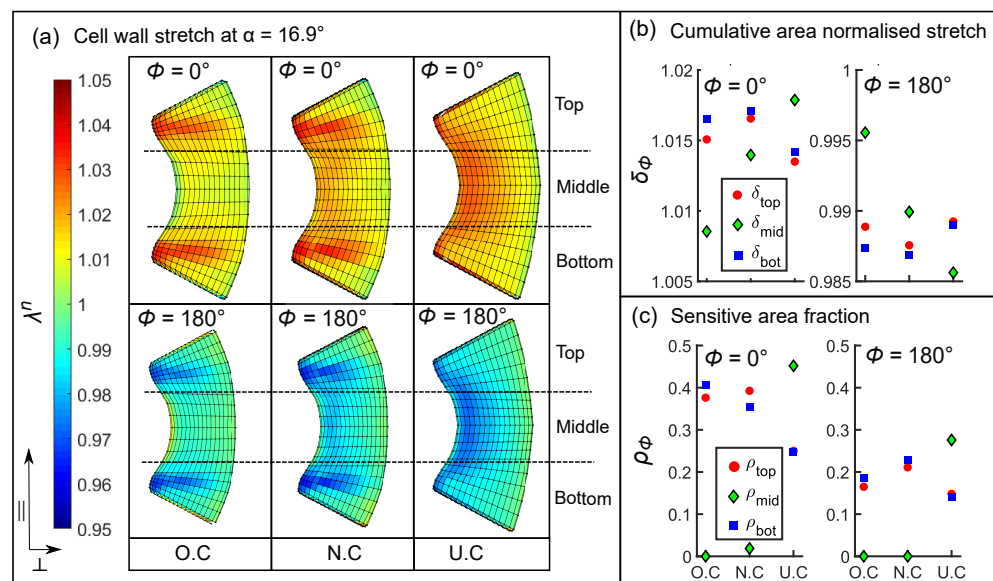 (a) Cell wall stretch at α = 16.9°
1.05
1.04
1.03
1.02
1.01
1
0.99
0.98
0.97
0.96
0.95
λⁿ
=
⊥
Φ = 0°
Φ = 0°
Φ = 0°
Top
Middle
Bottom
Φ = 180°
Φ = 180°
Φ = 180°
Top
Middle
Bottom
O.C
N.C
U.C
(b) Cumulative area normalised stretch
δ̄Φ
1.02
1.015
1.01
1.005
Φ = 0°
δtop
δmid
δbot
1
0.995
0.99
0.985
Φ = 180°
(c) Sensitive area fraction
ρΦ
0.5
0.4
0.3
0.2
0.1
0
Φ = 0°
ρtop
ρmid
ρbot
O.C N.C U.C
0.5
0.4
0.3
0.2
0.1
0
Φ = 180°
O.C N.C U.C